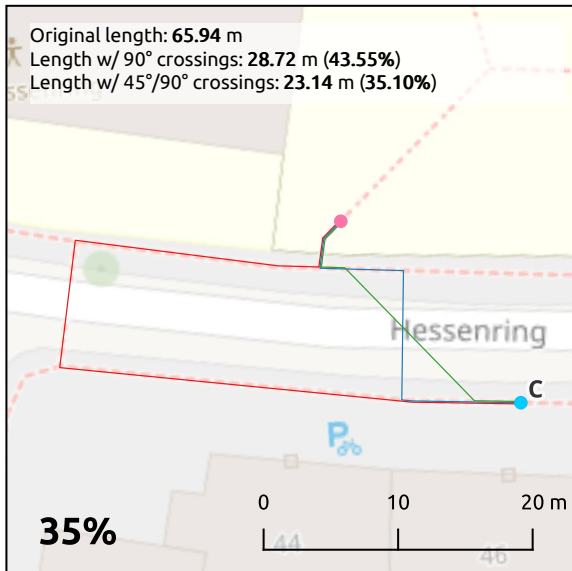 Original length: 65.94 m
Length w/ 90° crossings: 28.72 m (43.55%)
Length w/ 45°/90° crossings: 23.14 m (35.10%)
Hessenring
C
P
0 10 20 m
35%
44
46